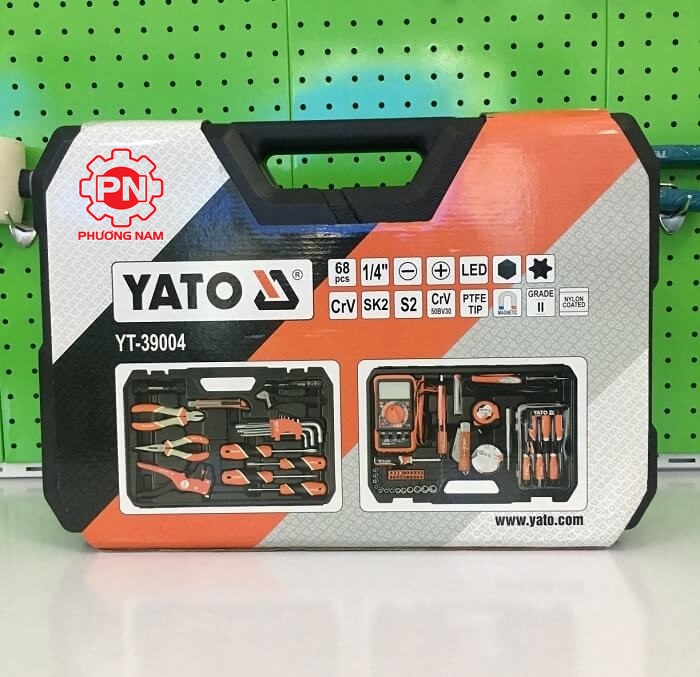 PN
PHƯƠNG NAM
YATO ®
YT-39004
68 pcs
1/4"
LED
CrV
SK2
S2
CrV 50BV30
PTFE TIP
MAGNETIC
GRADE II
NYLON COATED
YATO
www.yato.com